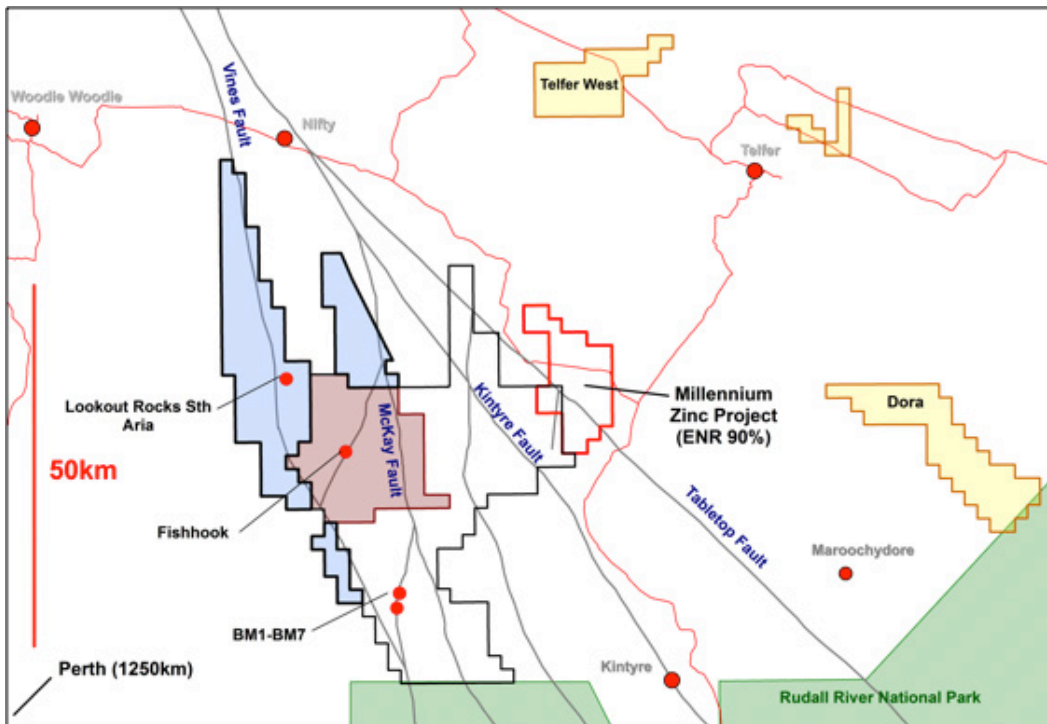 Telfer West
Woodie Woodie
Vines Fault
Nifty
Telfer
Lookout Rocks Sth
Aria
McKay Fault
Kintyre Fault
Millennium
Zinc Project
(ENR 90%)
Dora
50km
Fishhook
Tabletop Fault
Maroochydore
BM1-BM7
Perth (1250km)
Kintyre
Rudall River National Park